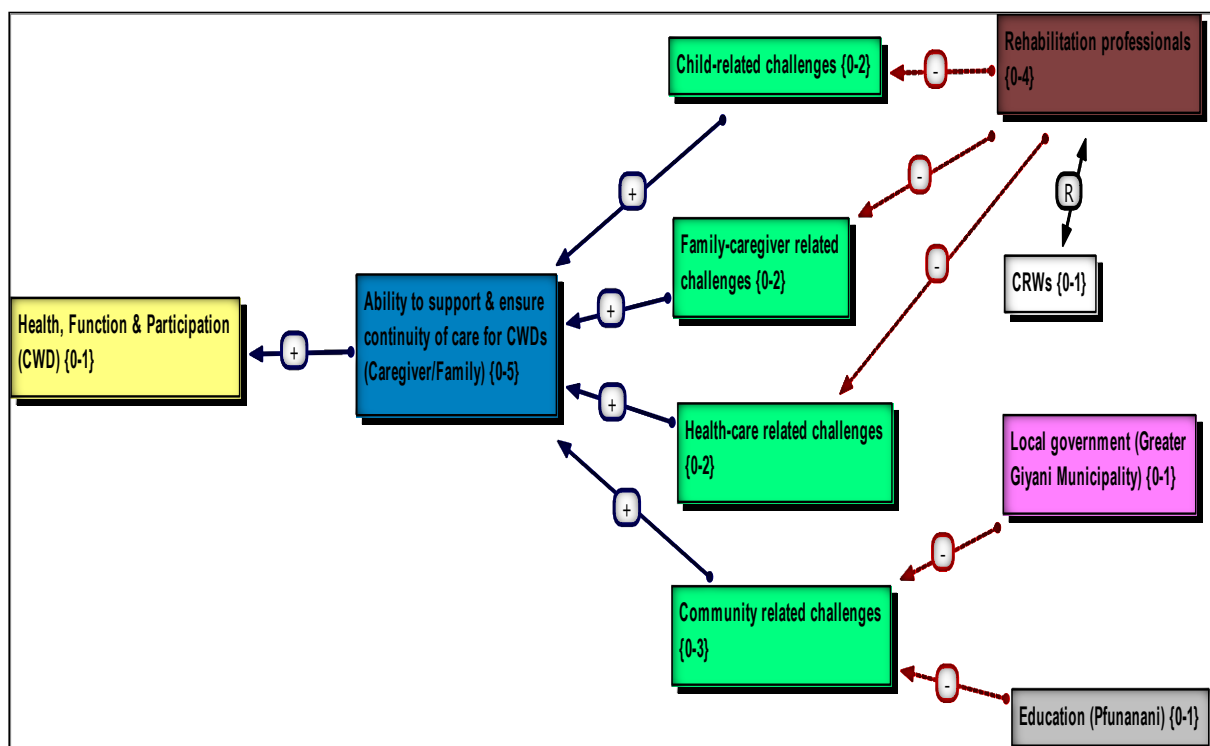 Child-related challenges {0-2}
-
Rehabilitation professionals
{0-4}
+
-
R
Family-caregiver related
challenges {0-2}
-
CRWs {0-1}
Health, Function & Participation
(CWD) {0-1}
+
Ability to support & ensure
continuity of care for CWDs
(Caregiver/Family) {0-5}
+
+
Health-care related challenges
{0-2}
Local government (Greater
Giyani Municipality) {0-1}
+
-
Community related challenges
{0-3}
-
Education (Pfunanani) {0-1}